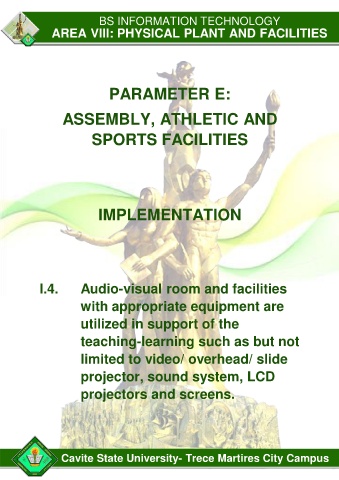 BS INFORMATION TECHNOLOGY
AREA VIII: PHYSICAL PLANT AND FACILITIES
PARAMETER E:
ASSEMBLY, ATHLETIC AND
SPORTS FACILITIES
IMPLEMENTATION
I.4. Audio-visual room and facilities
with appropriate equipment are
utilized in support of the
teaching-learning such as but not
limited to video/ overhead/ slide
projector, sound system, LCD
projectors and screens.
Cavite State University- Trece Martires City Campus